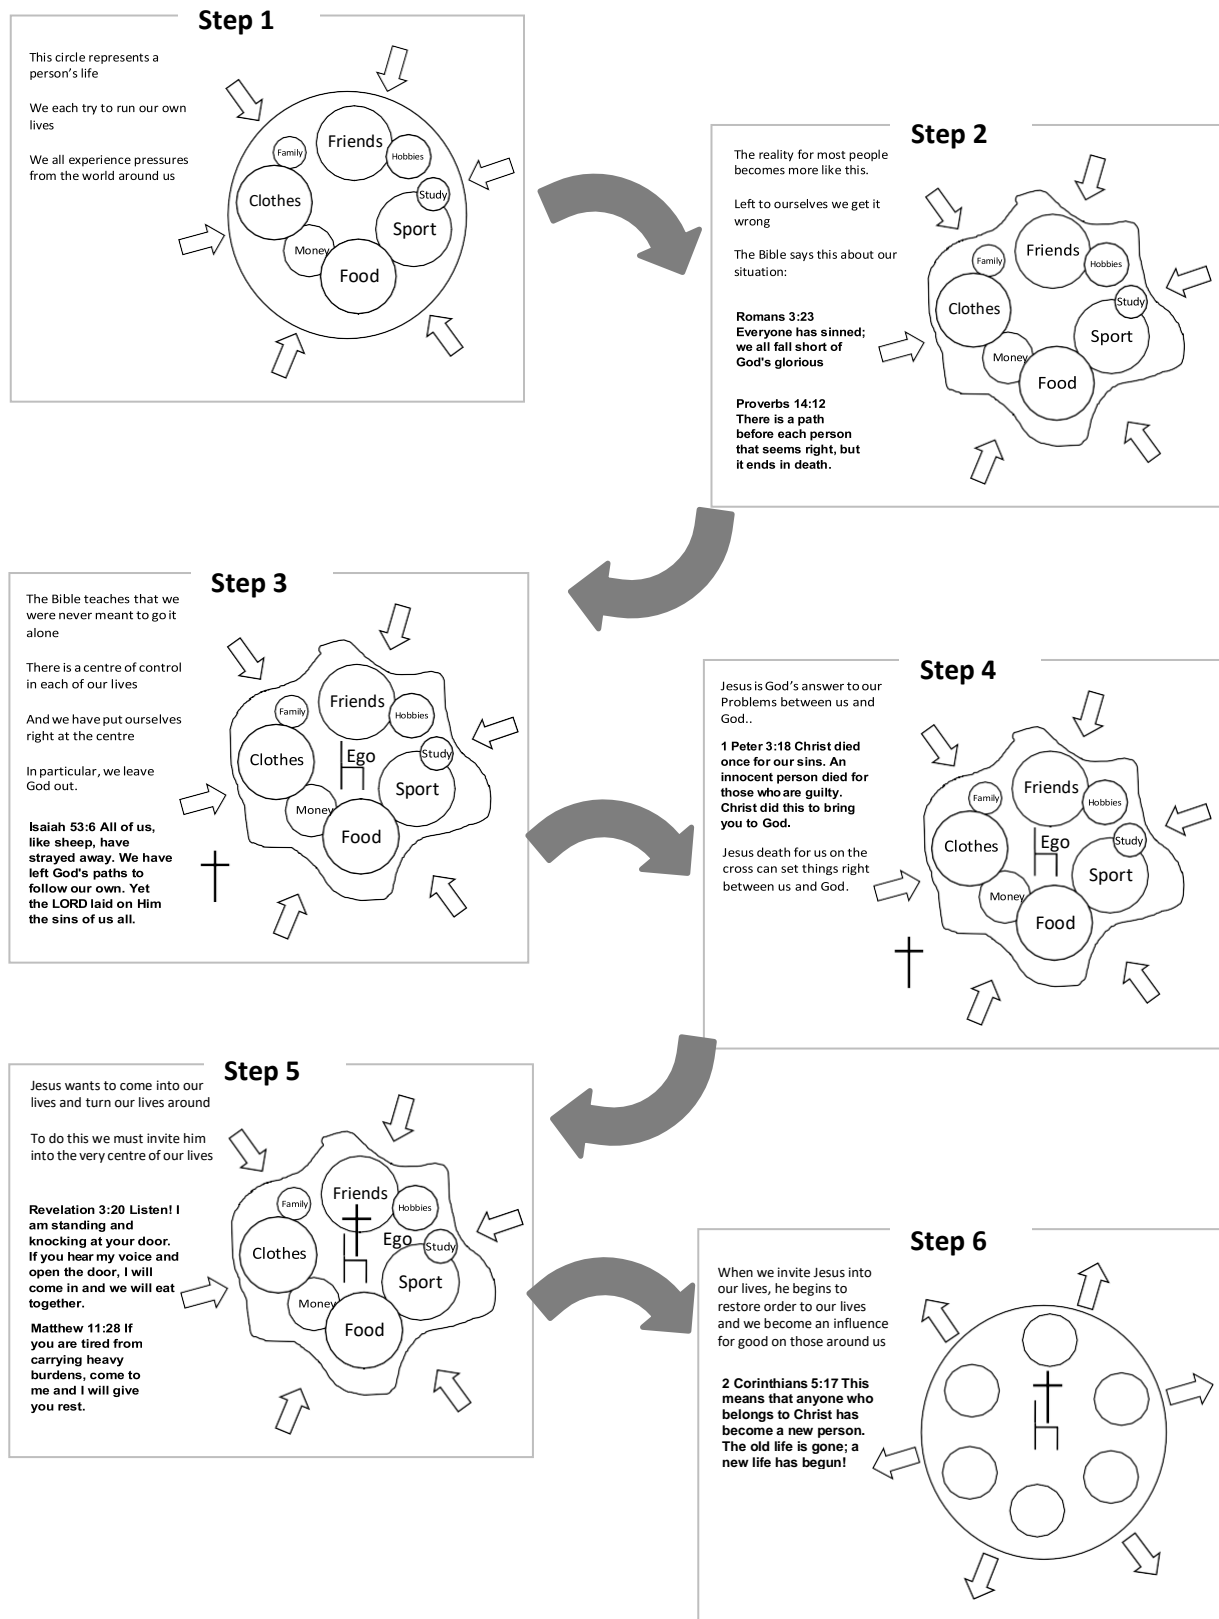 Step 1
This circle represents a
person's life
We each try to run our own
lives
We all experience pressures
from the world around us
Friends
Family
Hobbies
Clothes
Study
Sport
Money
Food
Step 2
The reality for most people
becomes more like this.
Left to ourselves we get it
wrong
The Bible says this about our
situation:
Romans 3:23
Everyone has sinned;
we all fall short of
God's glorious
Proverbs 14:12
There is a path
before each person
that seems right, but
it ends in death.
Friends
Family
Hobbies
Clothes
Study
Sport
Money
Food
Step 3
The Bible teaches that we
were never meant to go it
alone
There is a centre of control
in each of our lives
And we have put ourselves
right at the centre
In particular, we leave
God out.
Isaiah 53:6 All of us,
like sheep, have
strayed away. We have
left God's paths to
follow our own. Yet
the LORD laid on Him
the sins of us all.
Friends
Family
Hobbies
Clothes
Ego
Study
Sport
Money
Food
Step 4
Jesus is God's answer to our
Problems between us and
God..
1 Peter 3:18 Christ died
once for our sins. An
innocent person died for
those who are guilty.
Christ did this to bring
you to God.
Jesus death for us on the
cross can set things right
between us and God.
Friends
Family
Hobbies
Clothes
Ego
Study
Sport
Money
Food
Step 5
Jesus wants to come into our
lives and turn our lives around
To do this we must invite him
into the very centre of our lives
Revelation 3:20 Listen! I
am standing and
knocking at your door.
If you hear my voice and
open the door, I will
come in and we will eat
together.
Matthew 11:28 If
you are tired from
carrying heavy
burdens, come to
me and I will give
you rest.
Friends
Family
Hobbies
Clothes
Ego
Study
Sport
Money
Food
Step 6
When we invite Jesus into
our lives, he begins to
restore order to our lives
and we become an influence
for good on those around us
2 Corinthians 5:17 This
means that anyone who
belongs to Christ has
become a new person.
The old life is gone; a
new life has begun!